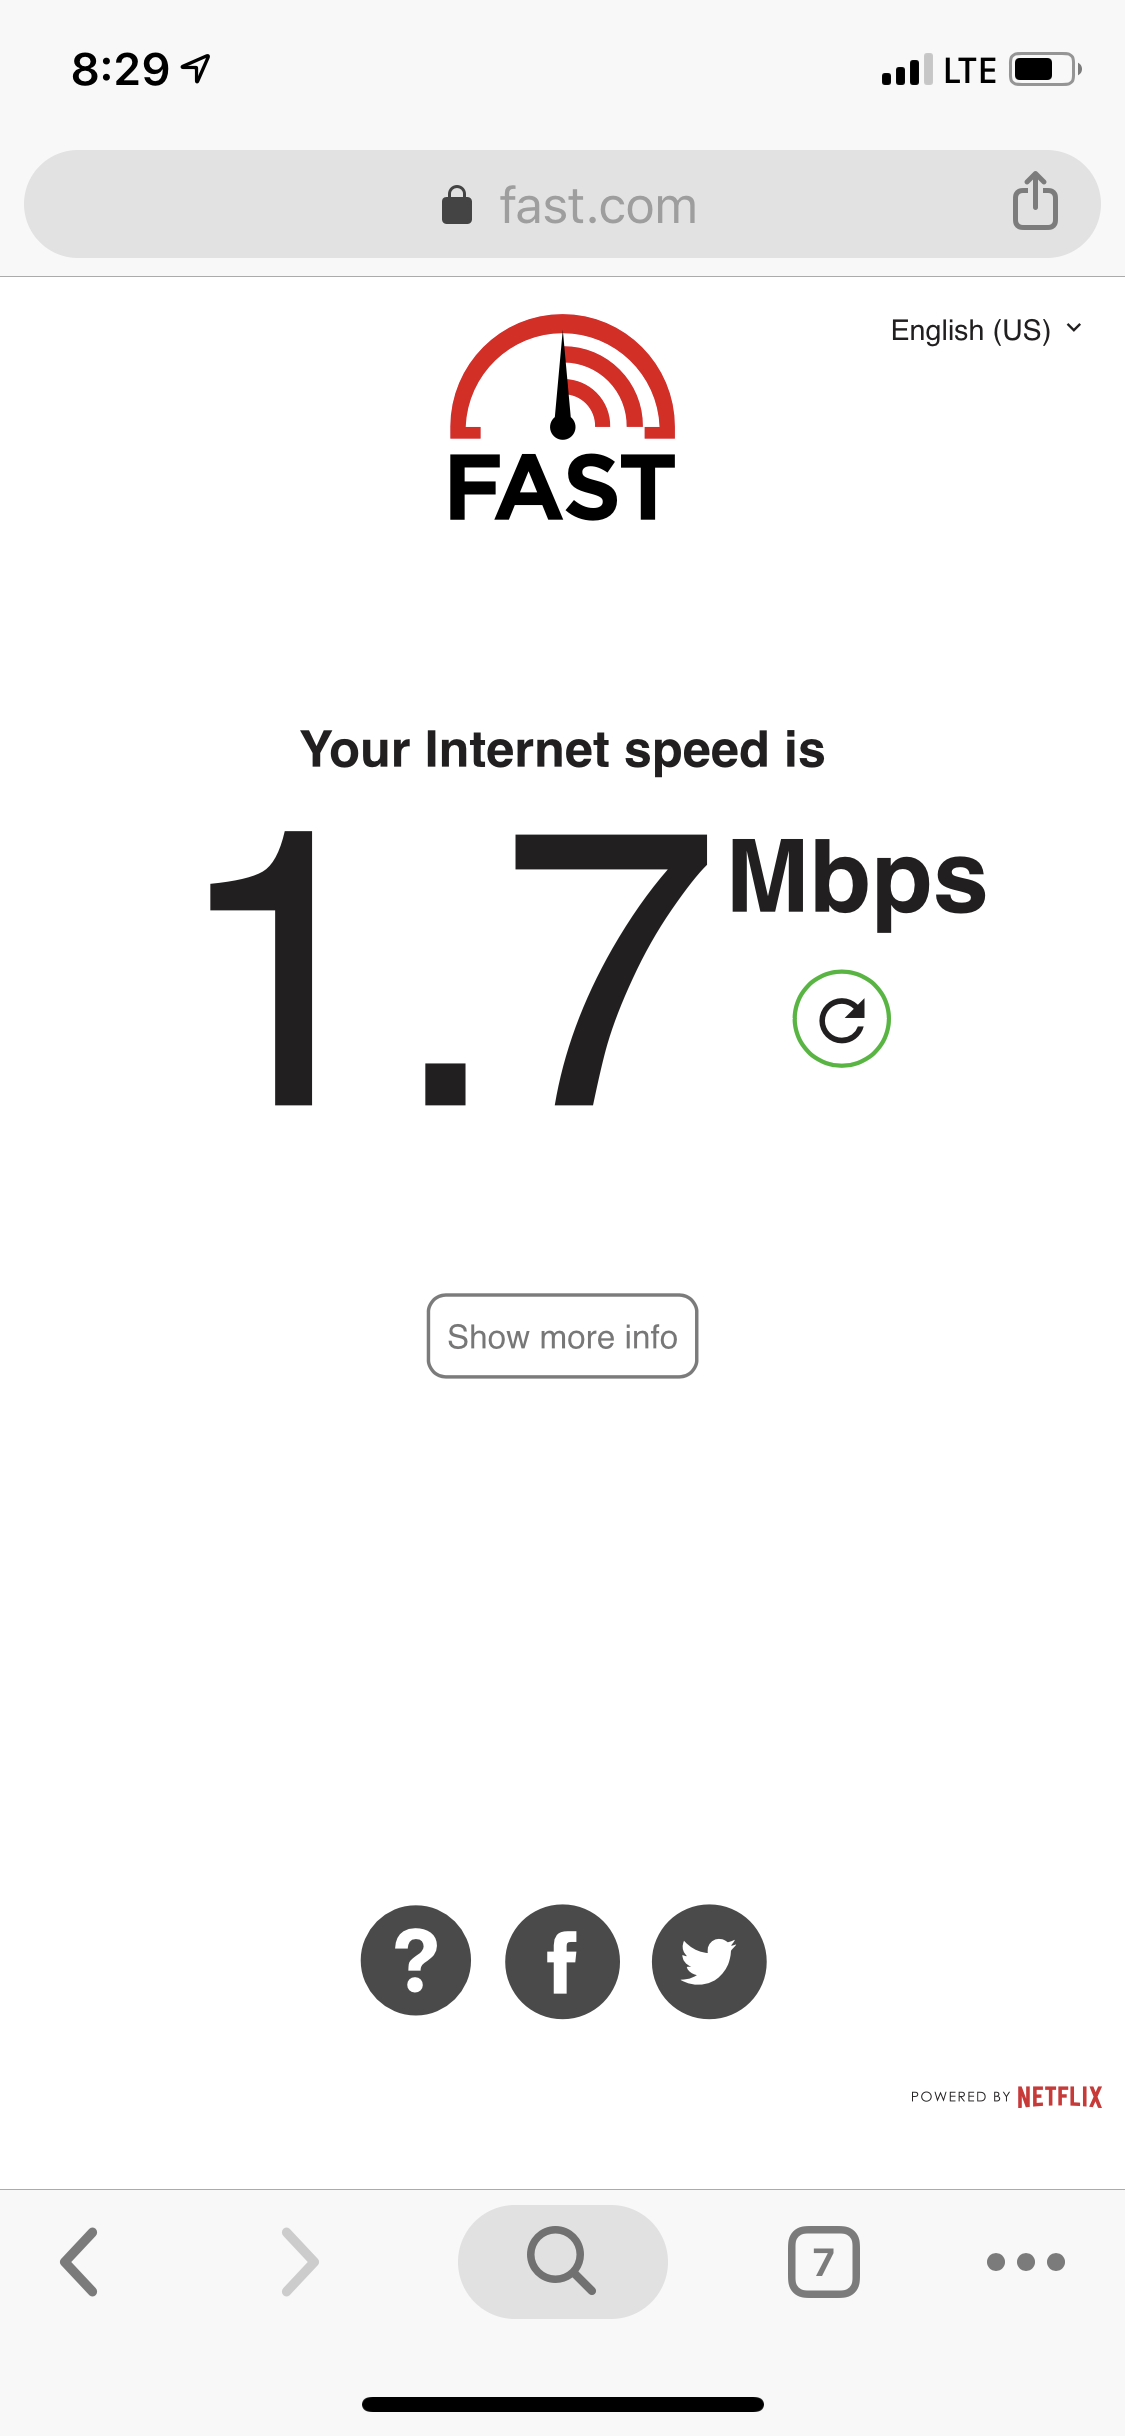 8:29 LTE
fast.com
English (US)
FAST
Your Internet speed is
1.7 Mbps
Show more info
?
f
POWERED BY NETFLIX
7